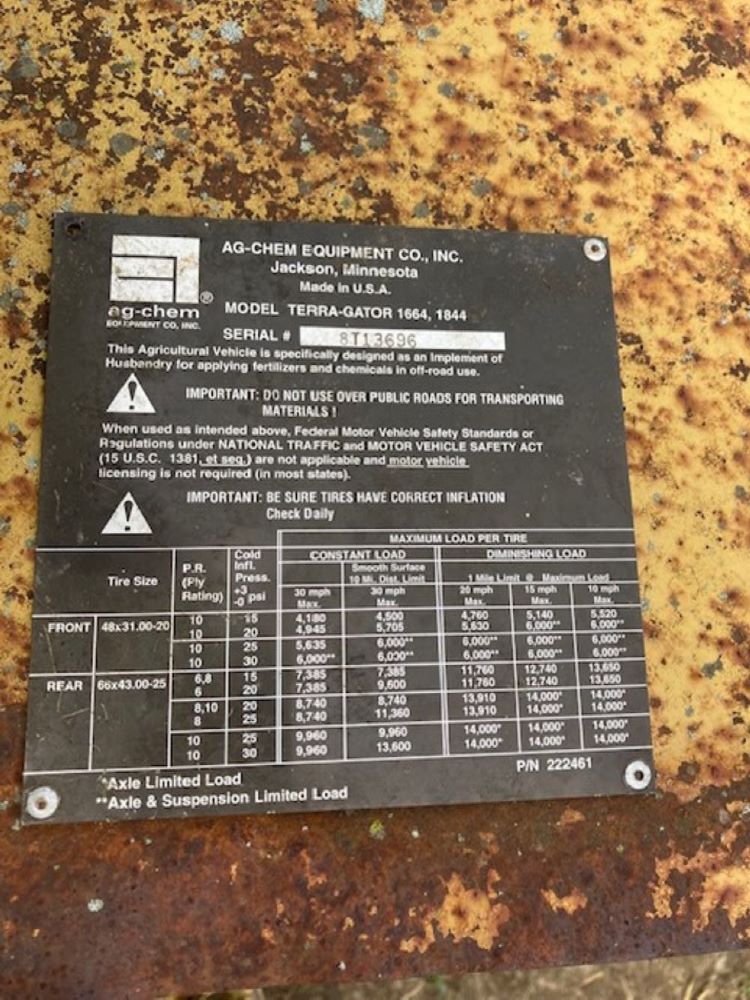 AG-CHEM EQUIPMENT CO., INC.
Jackson, Minnesota
Made in U.S.A.
ag-chem®
EQUIPMENT CO, INC.
MODEL TERRA-GATOR 1664, 1844
SERIAL # 8T13696
This Agricultural Vehicle is specifically designed as an Implement of
Husbandry for applying fertilizers and chemicals in off-road use.
IMPORTANT: DO NOT USE OVER PUBLIC ROADS FOR TRANSPORTING
MATERIALS !
When used as intended above, Federal Motor Vehicle Safety Standards or
Regulations under NATIONAL TRAFFIC and MOTOR VEHICLE SAFETY ACT
(15 U.S.C. 1381, et seq.) are not applicable and motor vehicle
licensing is not required (in most states).
IMPORTANT: BE SURE TIRES HAVE CORRECT INFLATION
Check Daily
MAXIMUM LOAD PER TIRE
CONSTANT LOAD DIMINISHING LOAD
Tire Size P.R. (Ply Rating) Cold Infl. Press. +3 -0 psi
Smooth Surface
10 Mi. Dist. Limit 1 Mile Limit @ Maximum Load
30 mph Max. 30 mph Max. 20 mph Max. 15 mph Max. 10 mph Max.
FRONT 48x31.00-20 10 15 4,180 4,500 4,760 5,140 5,520
10 20 4,945 5,705 5,630 6,000** 6,000**
10 25 5,635 6,000** 6,000** 6,000** 6,000**
10 30 6,000** 6,000** 6,000** 6,000** 6,000**
REAR 66x43.00-25 6,8 15 7,385 7,385 11,760 12,740 13,650
6 20 7,385 9,600 11,760 12,740 13,650
8,10 20 8,740 8,740 13,910 14,000* 14,000*
8 25 8,740 11,360 13,910 14,000* 14,000*
10 25 9,960 9,960 14,000* 14,000* 14,000*
10 30 9,960 13,600 14,000* 14,000* 14,000*
P/N 222461
*Axle Limited Load
**Axle & Suspension Limited Load